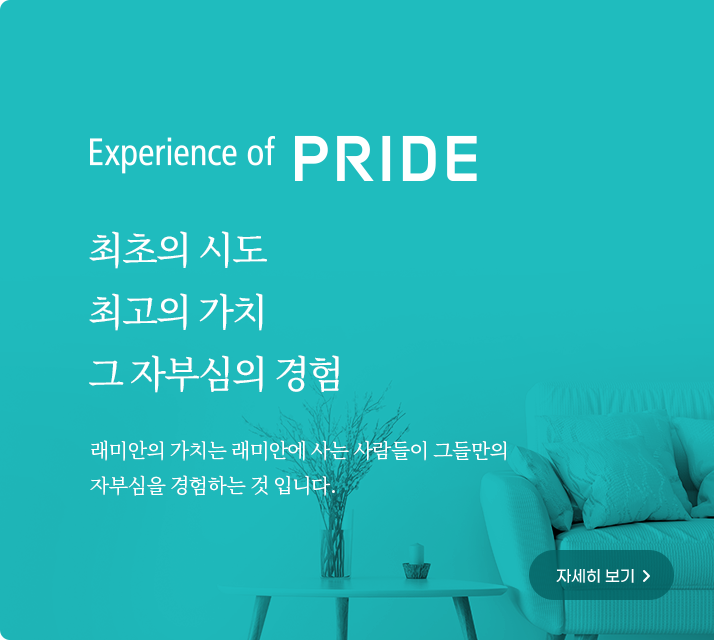 Experience of PRIDE
최초의 시도
최고의 가치
그 자부심의 경험
래미안의 가치는 래미안에 사는 사람들이 그들만의
자부심을 경험하는 것 입니다.
자세히 보기 >